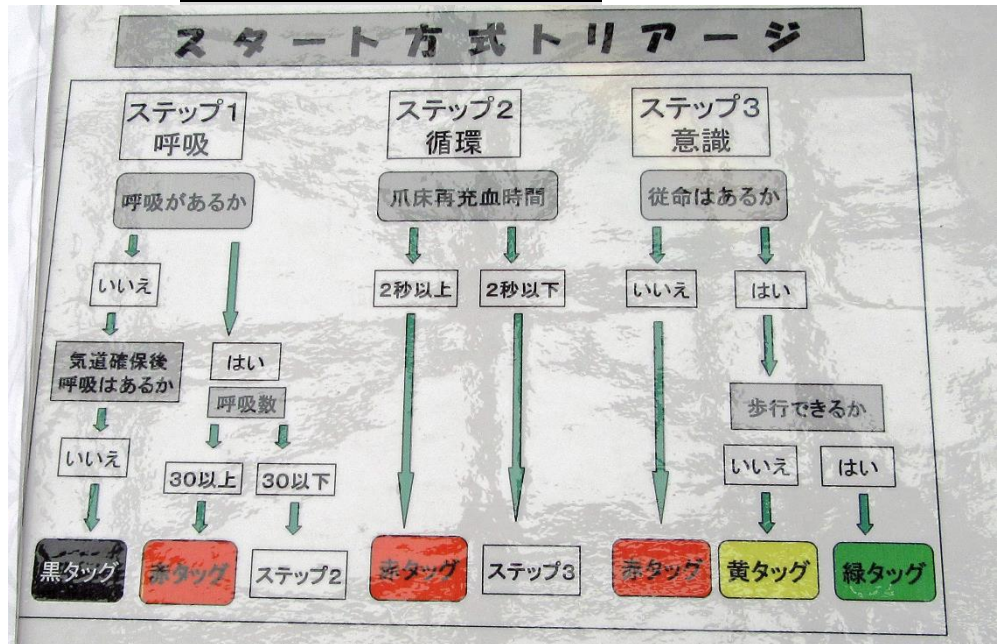 スタート方式トリアージ
ステップ1
呼吸
呼吸があるか
いいえ
気道確保後
呼吸はあるか
いいえ
黒タッグ
はい
呼吸数
30以上
30以下
赤タッグ
ステップ2
ステップ2
循環
爪床再充血時間
2秒以上
2秒以下
赤タッグ
ステップ3
ステップ3
意識
従命はあるか
いいえ
はい
赤タッグ
歩行できるか
いいえ
はい
黄タッグ
緑タッグ